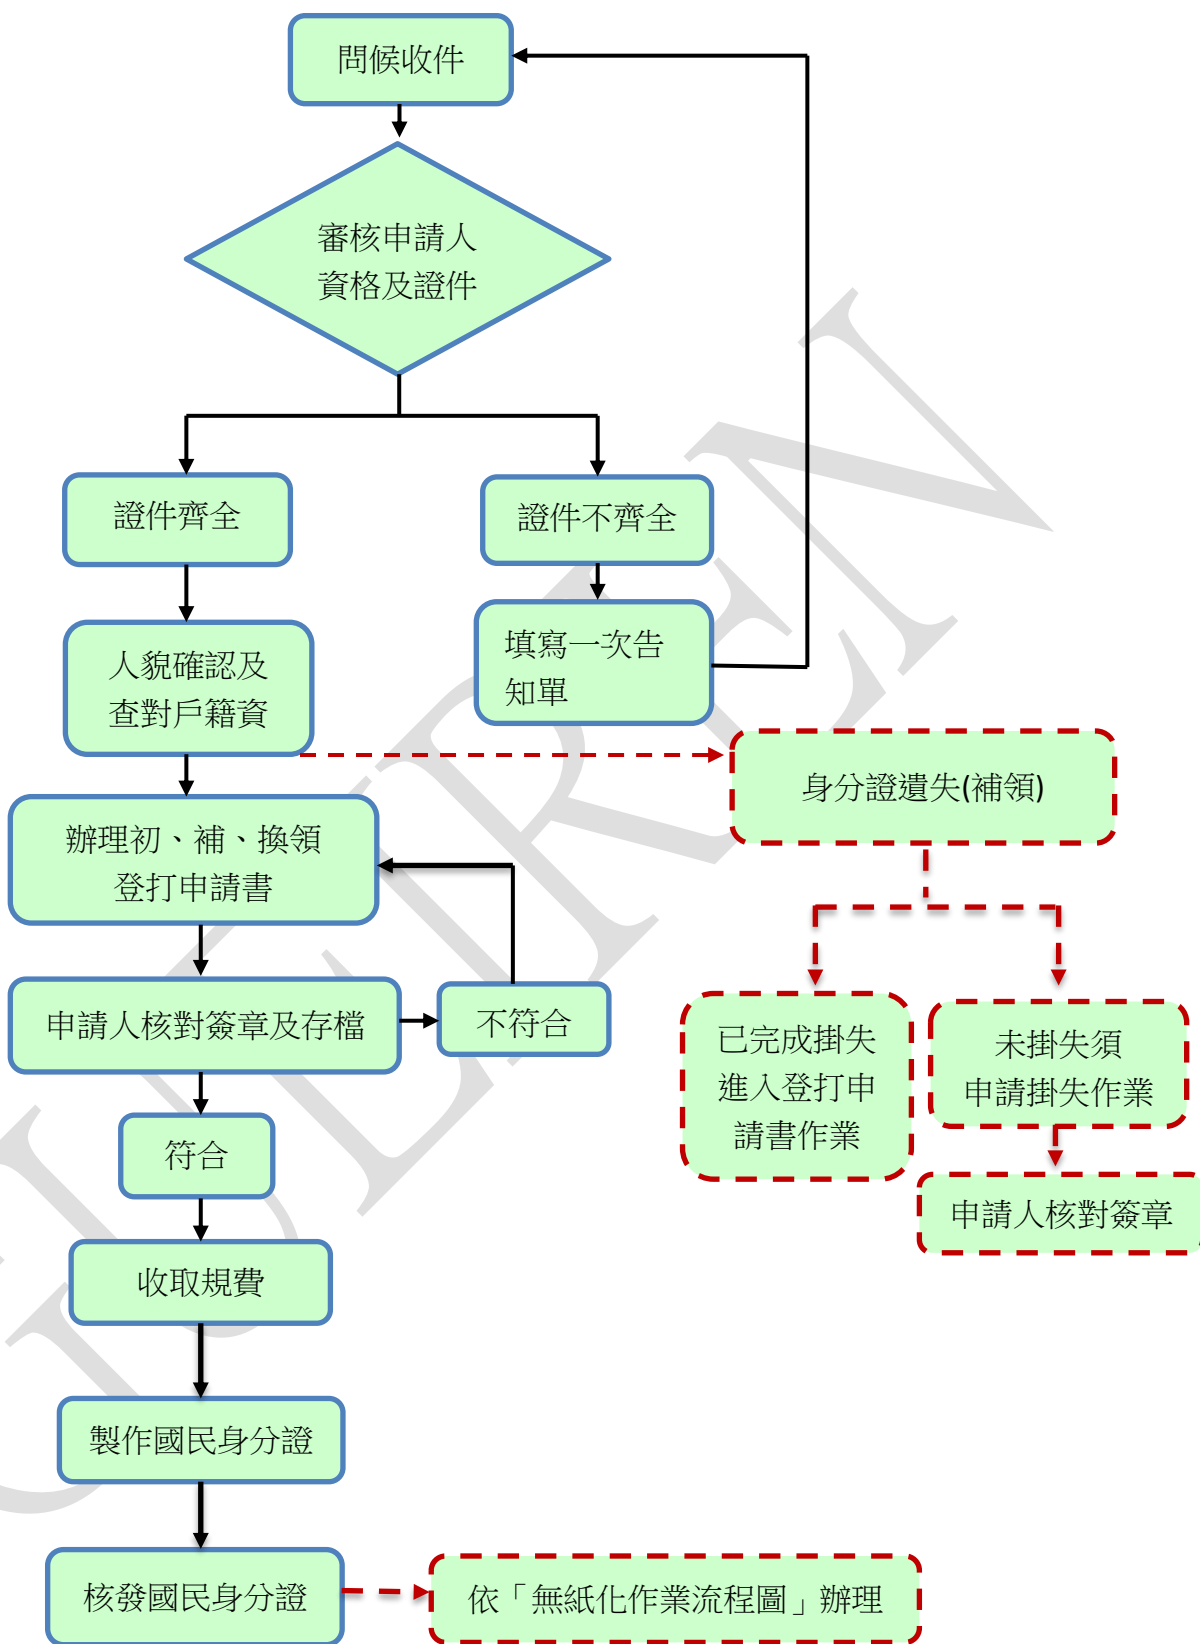 問候收件
審核申請人
資格及證件
證件齊全
證件不齊全
人貌確認及
查對戶籍資
填寫一次告
知單
身分證遺失(補領)
辦理初、補、換領
登打申請書
申請人核對簽章及存檔
不符合
已完成掛失
進入登打申
請書作業
未掛失須
申請掛失作業
符合
申請人核對簽章
收取規費
製作國民身分證
核發國民身分證
依「無紙化作業流程圖」辦理
GUEIREN